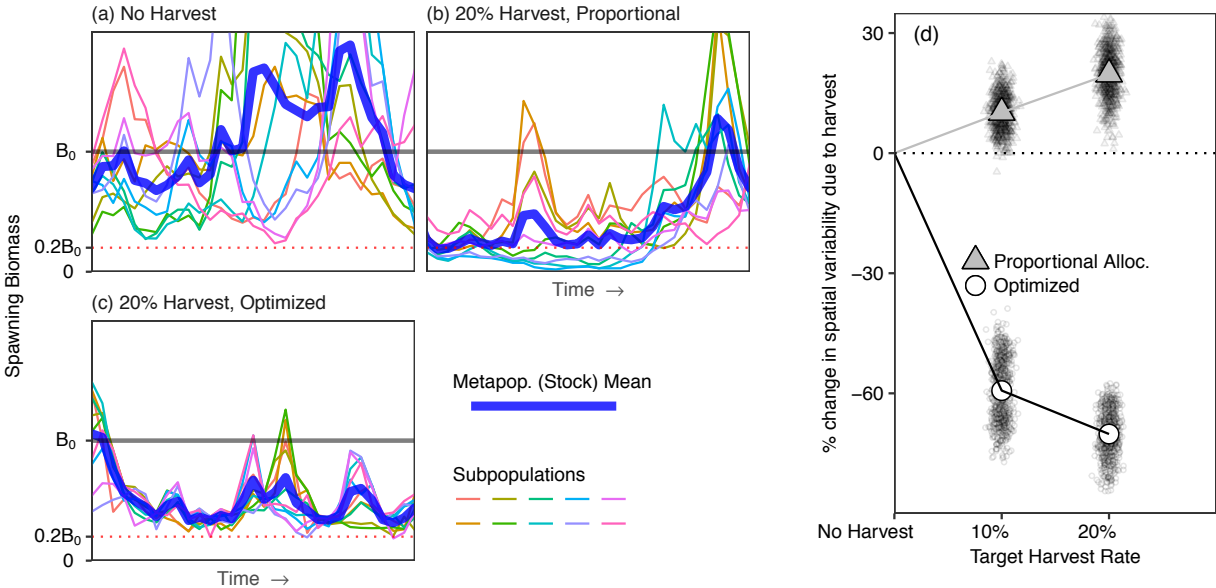 (a) No Harvest
(b) 20% Harvest, Proportional
B₀
0.2B₀
0
Time →
(c) 20% Harvest, Optimized
Spawning Biomass
B₀
0.2B₀
0
Time →
Metapop. (Stock) Mean
Subpopulations
(d)
% change in spatial variability due to harvest
30
0
−30
−60
Proportional Alloc.
Optimized
No Harvest
10%
20%
Target Harvest Rate